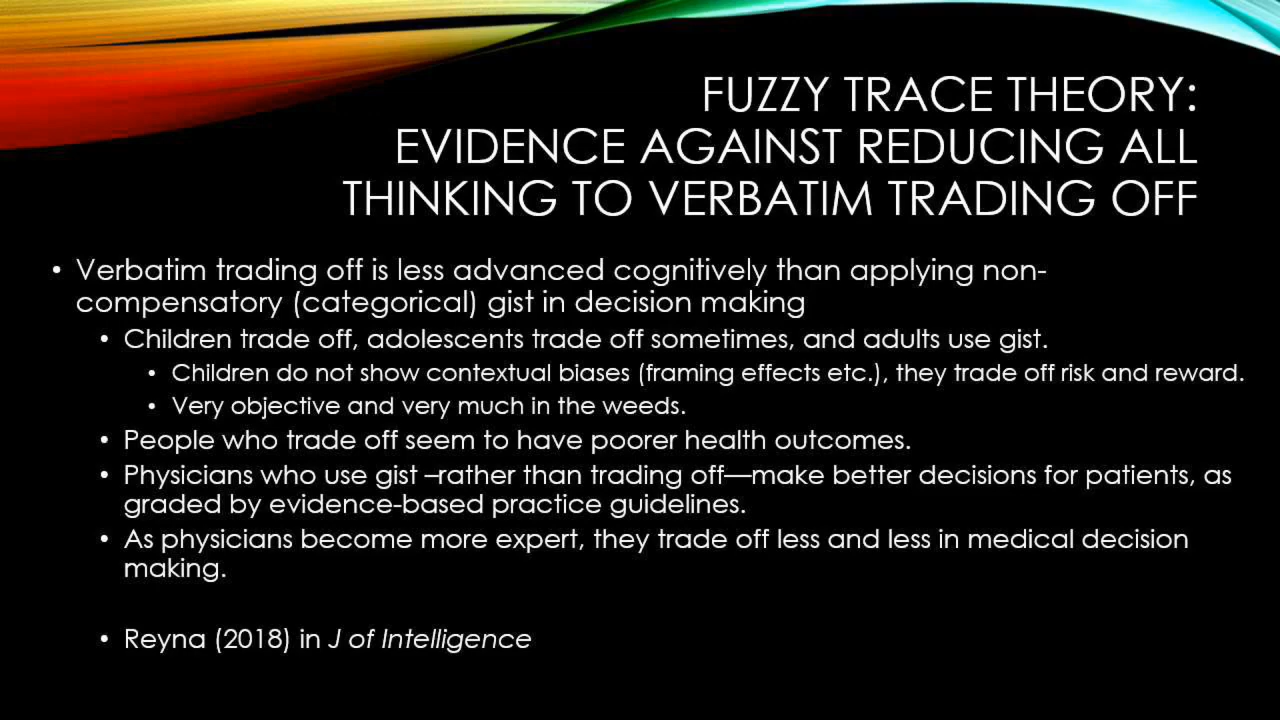 FUZZY TRACE THEORY:
EVIDENCE AGAINST REDUCING ALL
THINKING TO VERBATIM TRADING OFF
• Verbatim trading off is less advanced cognitively than applying non-
compensatory (categorical) gist in decision making
• Children trade off, adolescents trade off sometimes, and adults use gist.
• Children do not show contextual biases (framing effects etc.), they trade off risk and reward.
• Very objective and very much in the weeds.
• People who trade off seem to have poorer health outcomes.
• Physicians who use gist –rather than trading off—make better decisions for patients, as
graded by evidence-based practice guidelines.
• As physicians become more expert, they trade off less and less in medical decision
making.
• Reyna (2018) in J of Intelligence